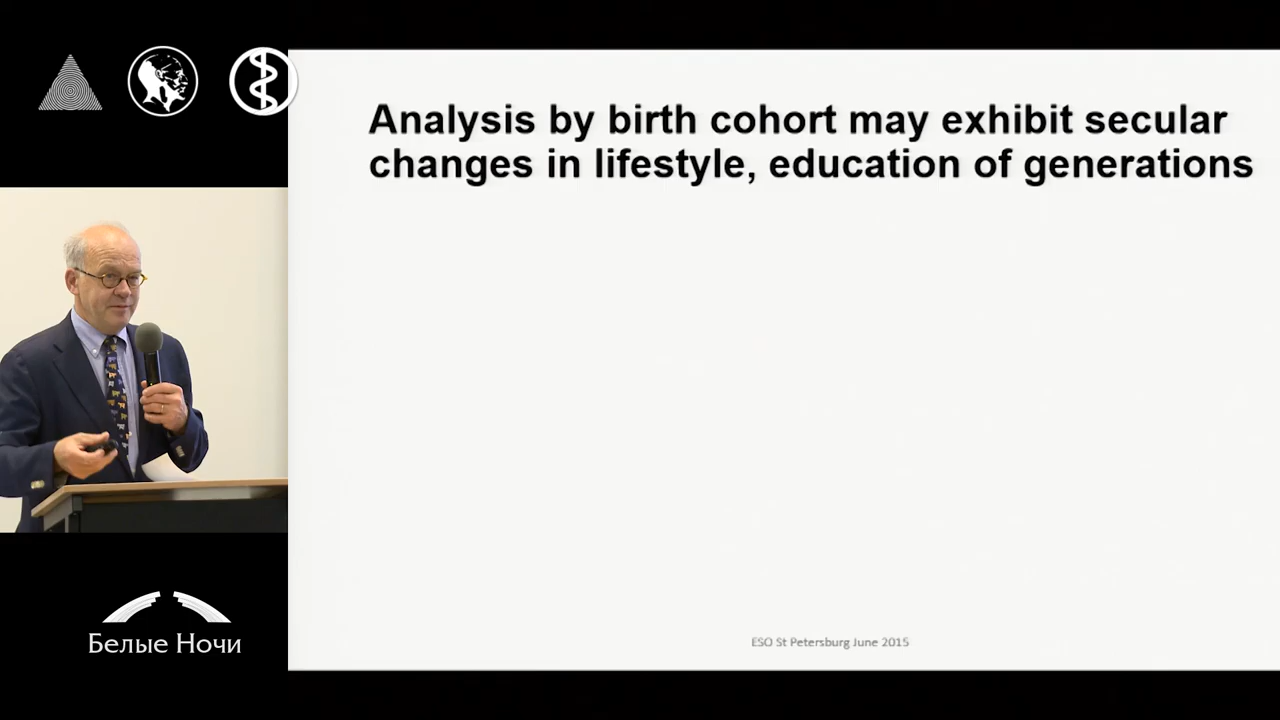 Analysis by birth cohort may exhibit secular
changes in lifestyle, education of generations
Белые Ночи
ESO St Petersburg June 2015